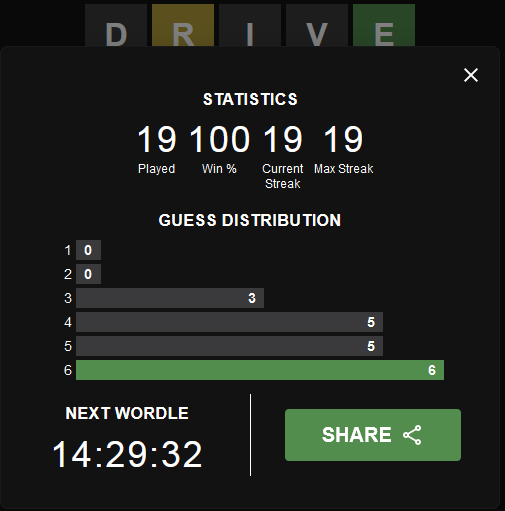 D R I V E
STATISTICS
19 100 19 19
Played Win % Current Streak Max Streak
GUESS DISTRIBUTION
1 0
2 0
3 3
4 5
5 5
6 6
NEXT WORDLE
14:29:32
SHARE